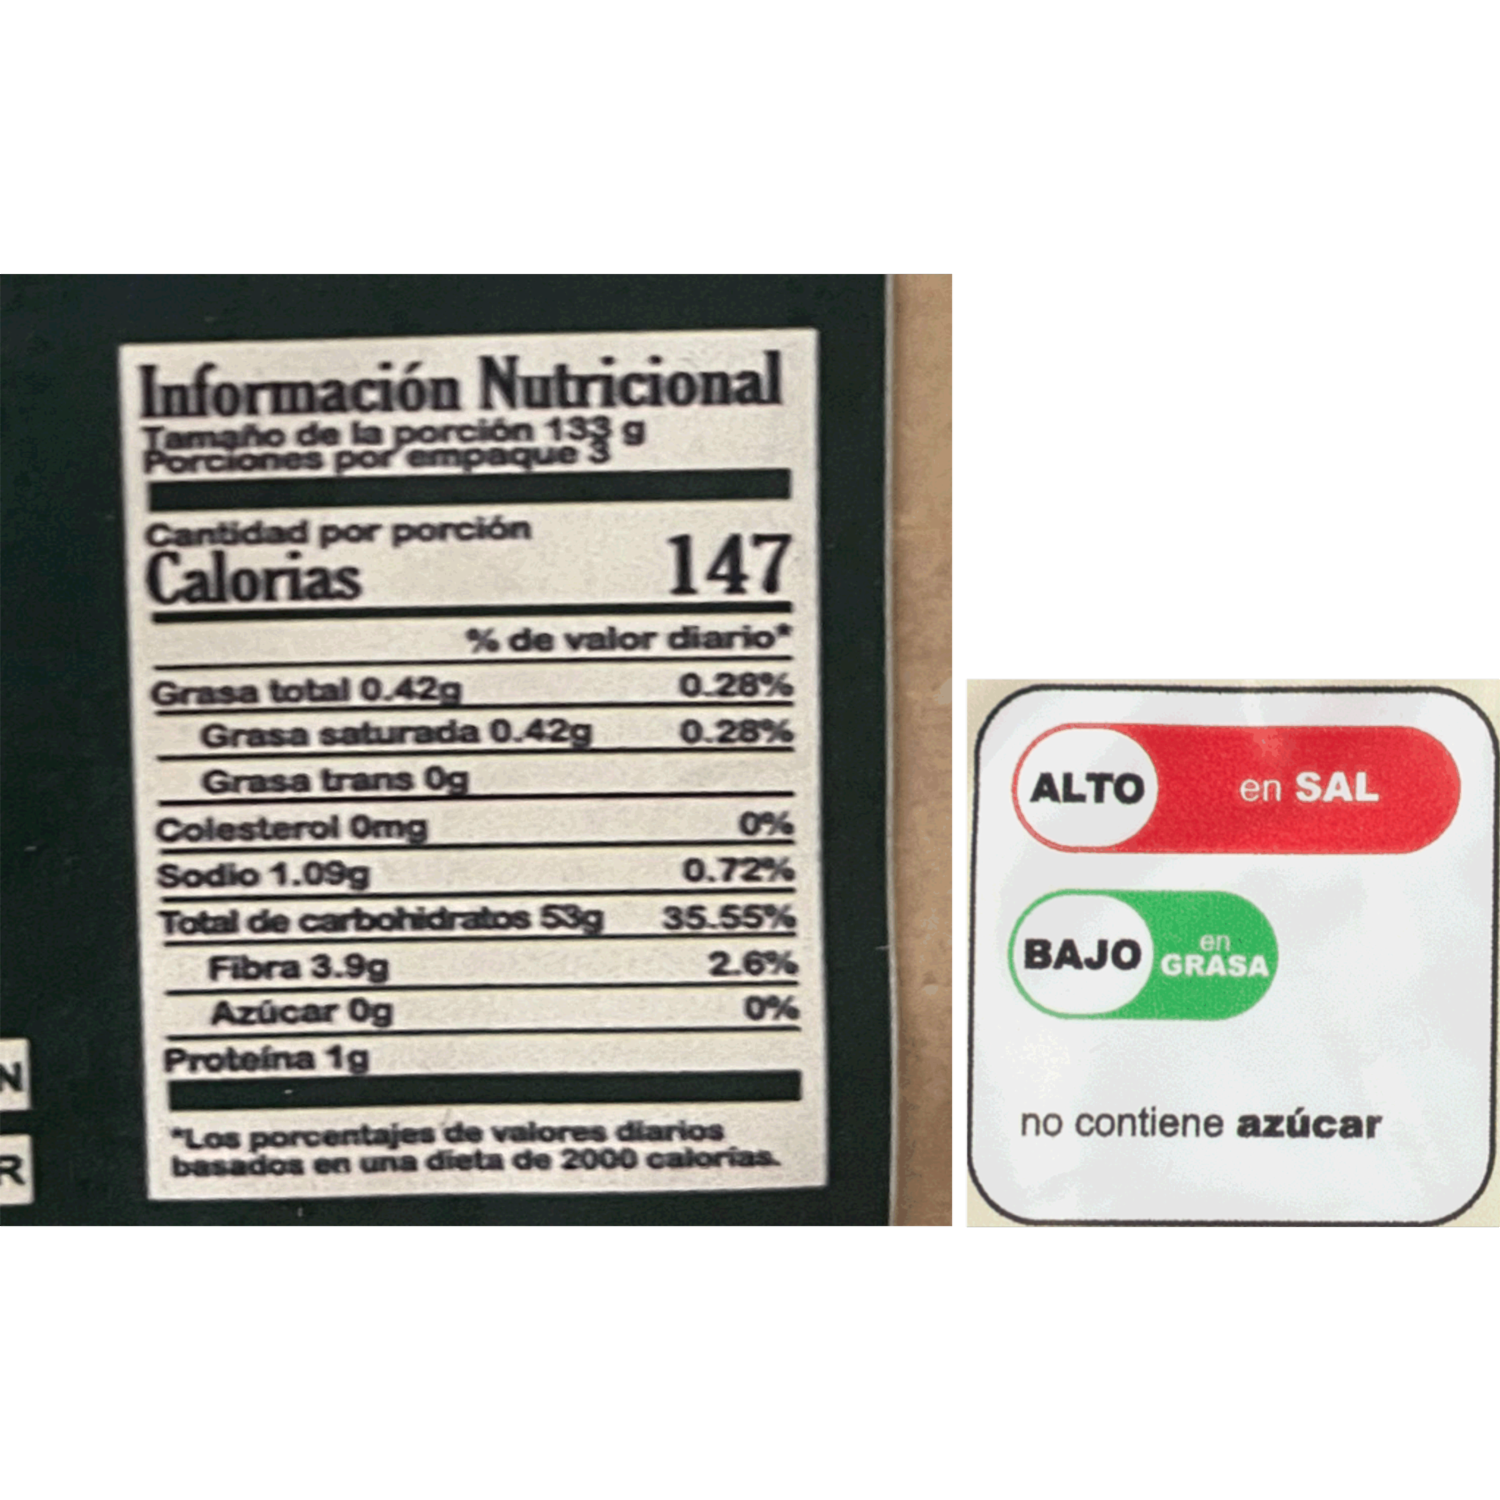 Información Nutricional
Tamaño de la porción 133 g
Porciones por empaque 3
Cantidad por porción
Calorias 147
% de valor diario*
Grasa total 0.42g 0.28%
Grasa saturada 0.42g 0.28%
Grasa trans 0g
Colesterol 0mg 0%
Sodio 1.09g 0.72%
Total de carbohidratos 53g 35.55%
Fibra 3.9g 2.6%
Azúcar 0g 0%
Proteína 1g
*Los porcentajes de valores diarios
basados en una dieta de 2000 calorías.
N
R
ALTO en SAL
BAJO en GRASA
no contiene azúcar